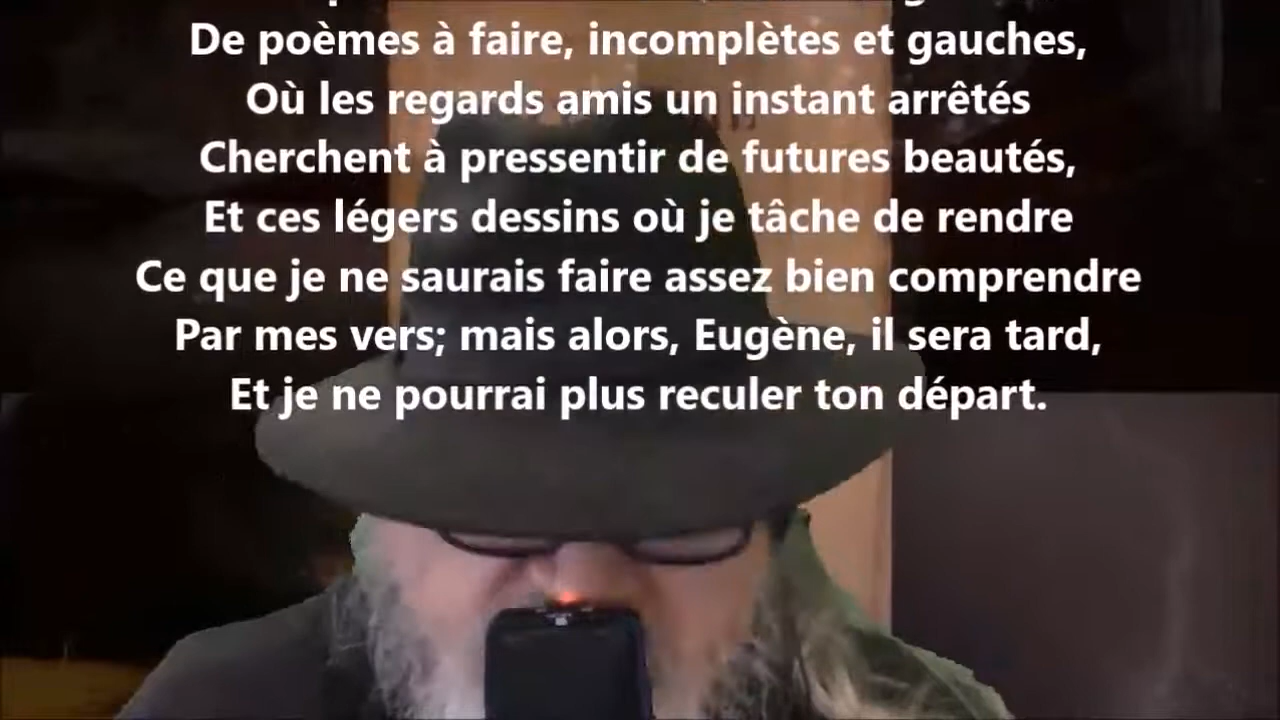 De poèmes à faire, incomplètes et gauches,
Où les regards amis un instant arrêtés
Cherchent à pressentir de futures beautés,
Et ces légers dessins où je tâche de rendre
Ce que je ne saurais faire assez bien comprendre
Par mes vers; mais alors, Eugène, il sera tard,
Et je ne pourrai plus reculer ton départ.